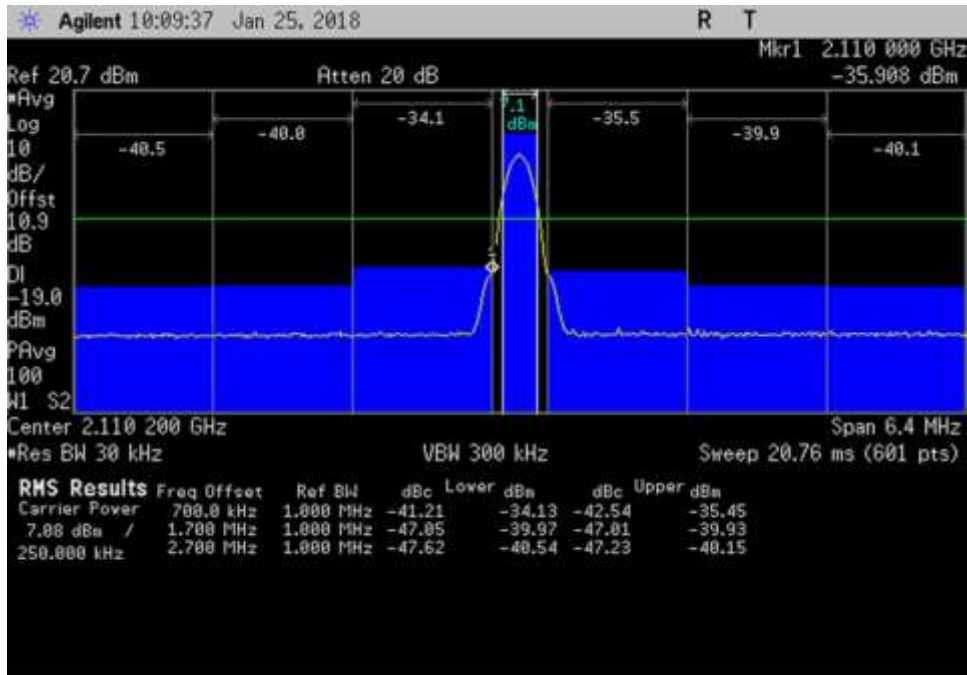 Agilent 10:09:37 Jan 25, 2018 R T
Mkr1 2.110 000 GHz
Ref 20.7 dBm Atten 20 dB -35.908 dBm
#Avg
Log
10
dB/
Offst
10.9
dB
DI
-19.0
dBm
PAvg
100
W1 S2
-40.5 -40.0 -34.1 7.1 dBm -35.5 -39.9 -40.1
Center 2.110 200 GHz Span 6.4 MHz
#Res BW 30 kHz VBW 300 kHz Sweep 20.76 ms (601 pts)
RMS Results Freq Offset Ref BW dBc Lower dBm dBc Upper dBm
Carrier Power 700.0 kHz 1.000 MHz -41.21 -34.13 -42.54 -35.45
7.08 dBm / 1.700 MHz 1.000 MHz -47.05 -39.97 -47.01 -39.93
250.000 kHz 2.700 MHz 1.000 MHz -47.62 -40.54 -47.23 -40.15